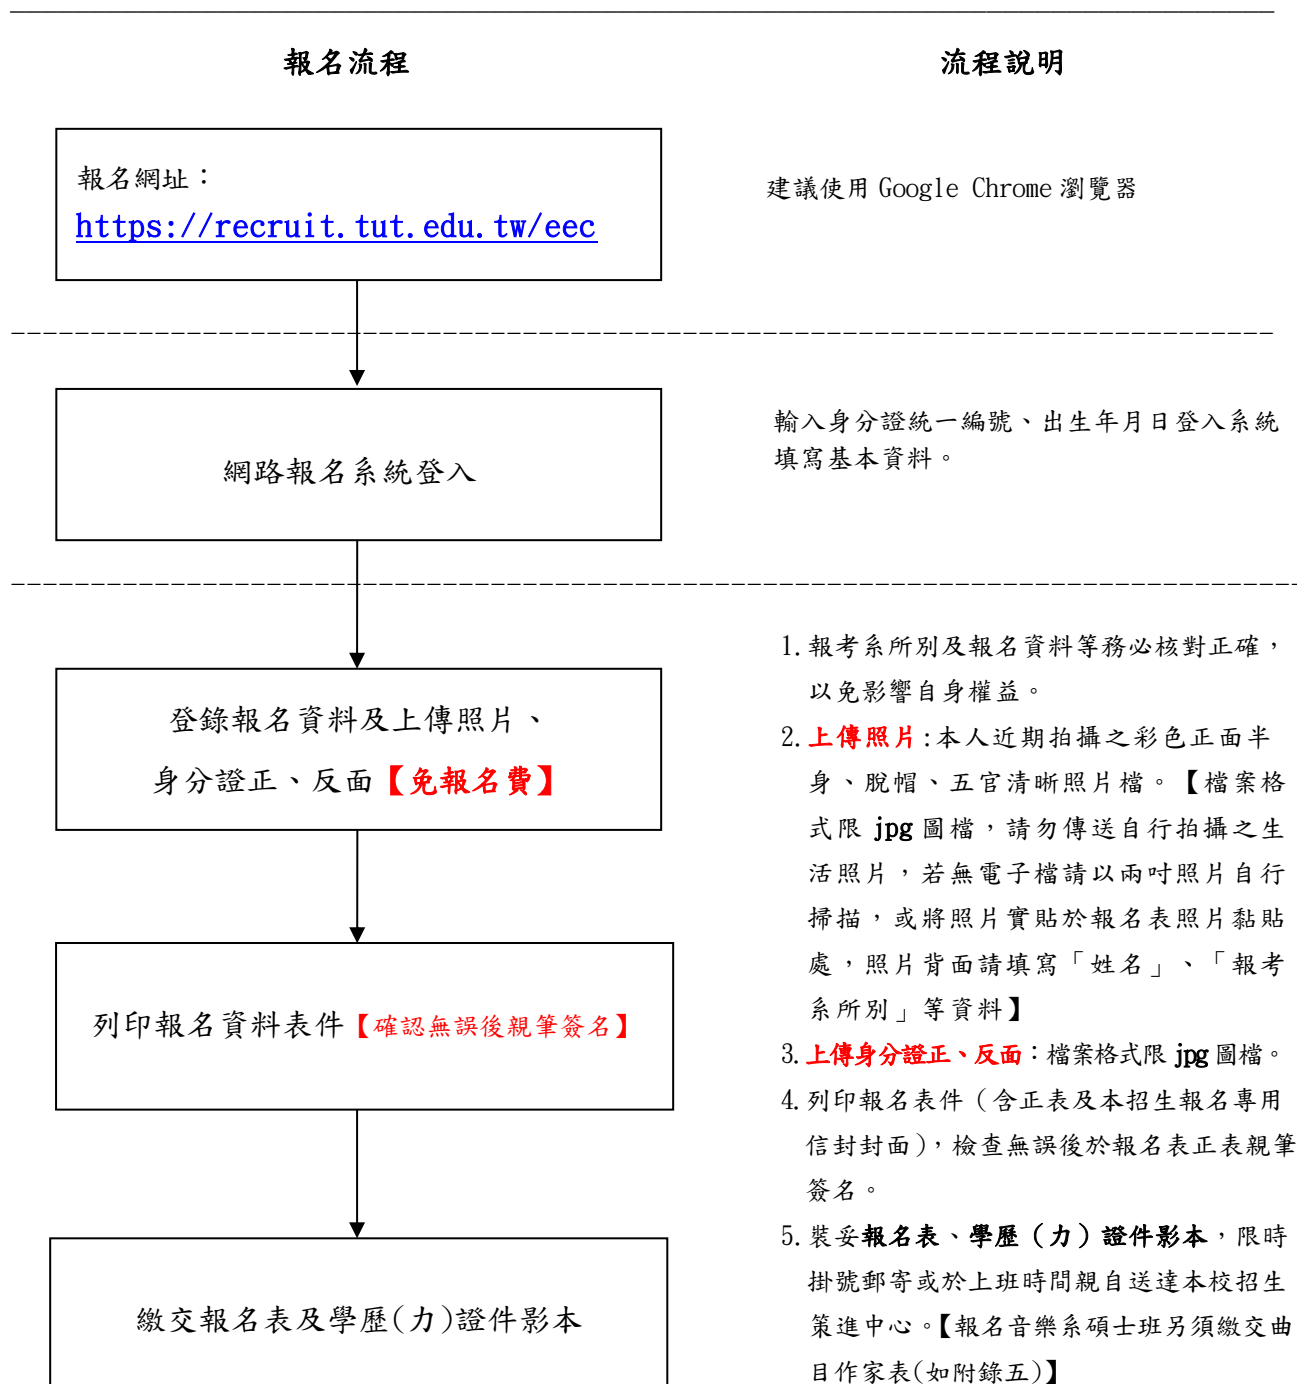 報名流程
流程說明
報名網址：
https://recruit.tut.edu.tw/eec
建議使用 Google Chrome 瀏覽器
網路報名系統登入
輸入身分證統一編號、出生年月日登入系統
填寫基本資料。
登錄報名資料及上傳照片、
身分證正、反面【免報名費】
列印報名資料表件【確認無誤後親筆簽名】
繳交報名表及學歷(力)證件影本
1.報考系所別及報名資料等務必核對正確，
以免影響自身權益。
2.上傳照片:本人近期拍攝之彩色正面半
身、脫帽、五官清晰照片檔。【檔案格
式限 jpg 圖檔，請勿傳送自行拍攝之生
活照片，若無電子檔請以兩吋照片自行
掃描，或將照片實貼於報名表照片黏貼
處，照片背面請填寫「姓名」、「報考
系所別」等資料】
3.上傳身分證正、反面：檔案格式限 jpg 圖檔。
4.列印報名表件（含正表及本招生報名專用
信封封面），檢查無誤後於報名表正表親筆
簽名。
5.裝妥報名表、學歷（力）證件影本，限時
掛號郵寄或於上班時間親自送達本校招生
策進中心。【報名音樂系碩士班另須繳交曲
目作家表(如附錄五)】